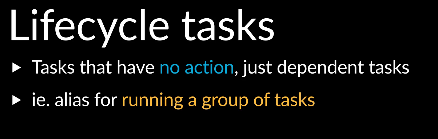 Lifecycle tasks
▶ Tasks that have no action, just dependent tasks
▶ ie. alias for running a group of tasks